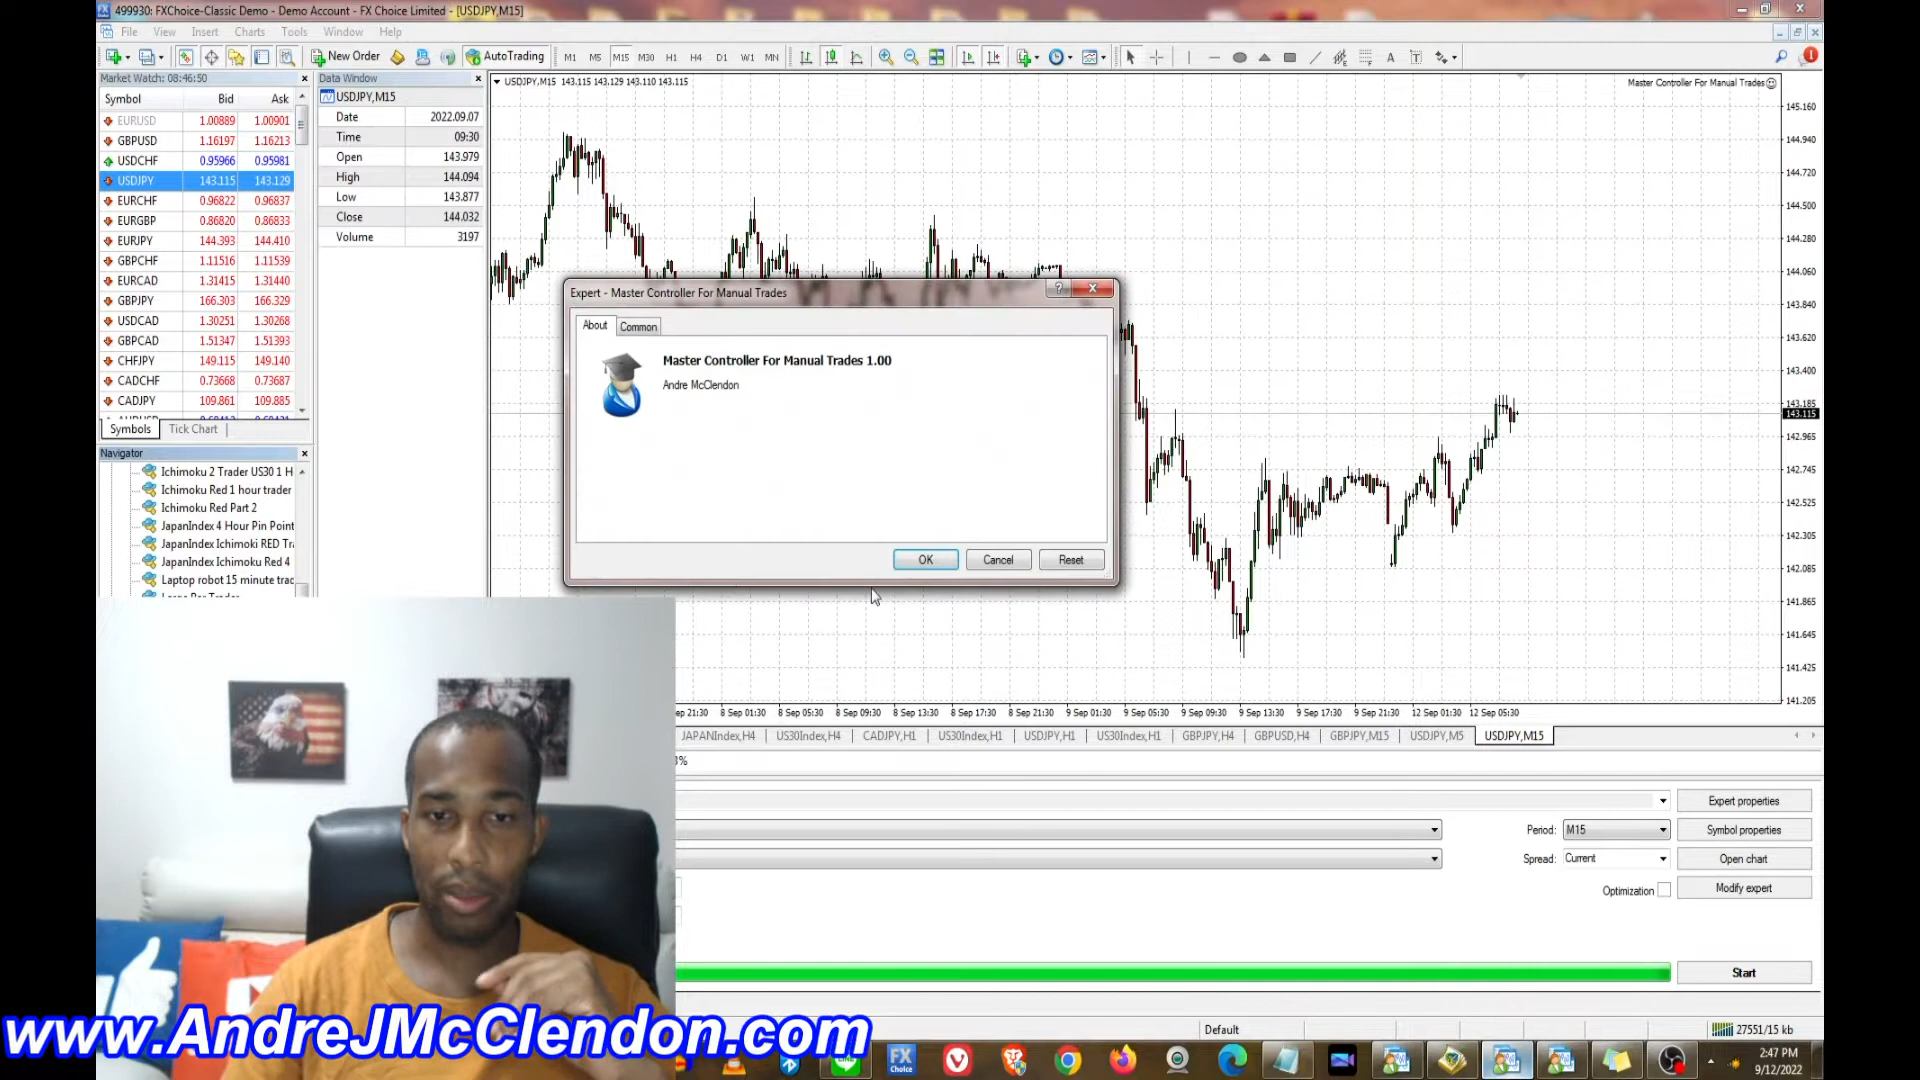 499930: FXChoice-Classic Demo - Demo Account - FX Choice Limited - [USDJPY,M15]
File View Insert Charts Tools Window Help
New Order AutoTrading M1 M5 M15 M30 H1 H4 D1 W1 MN
Market Watch: 08:46:50
Symbol Bid Ask
EURUSD 1.00889 1.00901
GBPUSD 1.16197 1.16213
USDCHF 0.95966 0.95981
USDJPY 143.115 143.129
EURCHF 0.96822 0.96837
EURGBP 0.86820 0.86833
EURJPY 144.393 144.410
GBPCHF 1.11516 1.11539
EURCAD 1.31415 1.31440
GBPJPY 166.303 166.329
USDCAD 1.30251 1.30268
GBPCAD 1.51347 1.51393
CHFJPY 149.115 149.140
CADCHF 0.73668 0.73687
CADJPY 109.861 109.885
Symbols Tick Chart
Data Window
USDJPY,M15
Date 2022.09.07
Time 09:30
Open 143.979
High 144.094
Low 143.877
Close 144.032
Volume 3197
Navigator
Ichimoku 2 Trader US30 1 H
Ichimoku Red 1 hour trader
Ichimoku Red Part 2
JapanIndex 4 Hour Pin Point
JapanIndex Ichimoki RED Tr
JapanIndex Ichimoku Red 4
Laptop robot 15 minute trac
USDJPY,M15 143.115 143.129 143.110 143.115
Master Controller For Manual Trades
145.160
144.940
144.720
144.500
144.280
144.060
143.840
143.620
143.400
143.185
143.115
142.965
142.745
142.525
142.305
142.085
141.865
141.645
141.425
141.205
Expert - Master Controller For Manual Trades
?
About Common
Master Controller For Manual Trades 1.00
Andre McClendon
OK Cancel Reset
ep 21:30 8 Sep 01:30 8 Sep 05:30 8 Sep 09:30 8 Sep 13:30 8 Sep 17:30 8 Sep 21:30 9 Sep 01:30 9 Sep 05:30 9 Sep 09:30 9 Sep 13:30 9 Sep 17:30 9 Sep 21:30 12 Sep 01:30 12 Sep 05:30
JAPANIndex,H4 US30Index,H4 CADJPY,H1 US30Index,H1 USDJPY,H1 US30Index,H1 GBPJPY,H4 GBPUSD,H4 GBPJPY,M15 USDJPY,M5 USDJPY,M15
Expert properties
Period: M15 Symbol properties
Spread: Current Open chart
Optimization Modify expert
Start
Default 27551/15 kb
www.AndreJMcClendon.com
FX Choice
2:47 PM
9/12/2022